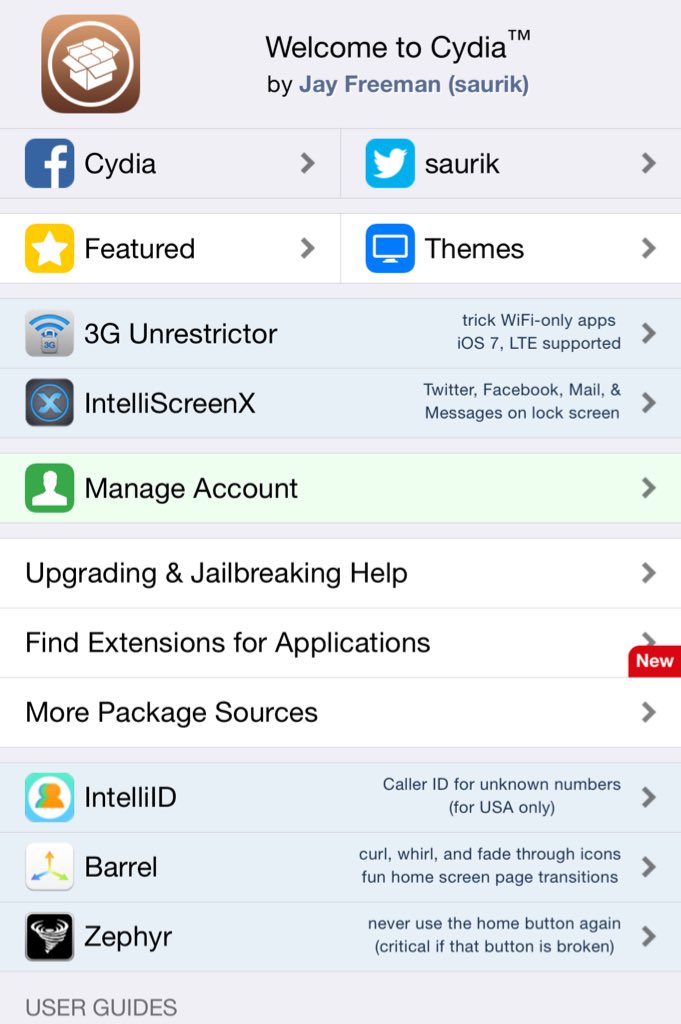 Welcome to Cydia™
by Jay Freeman (saurik)
Cydia
saurik
Featured
Themes
3G
3G Unrestrictor
trick WiFi-only apps
iOS 7, LTE supported
IntelliScreenX
Twitter, Facebook, Mail, &
Messages on lock screen
Manage Account
Upgrading & Jailbreaking Help
Find Extensions for Applications
New
More Package Sources
IntelliID
Caller ID for unknown numbers
(for USA only)
Barrel
curl, whirl, and fade through icons
fun home screen page transitions
Zephyr
never use the home button again
(critical if that button is broken)
USER GUIDES